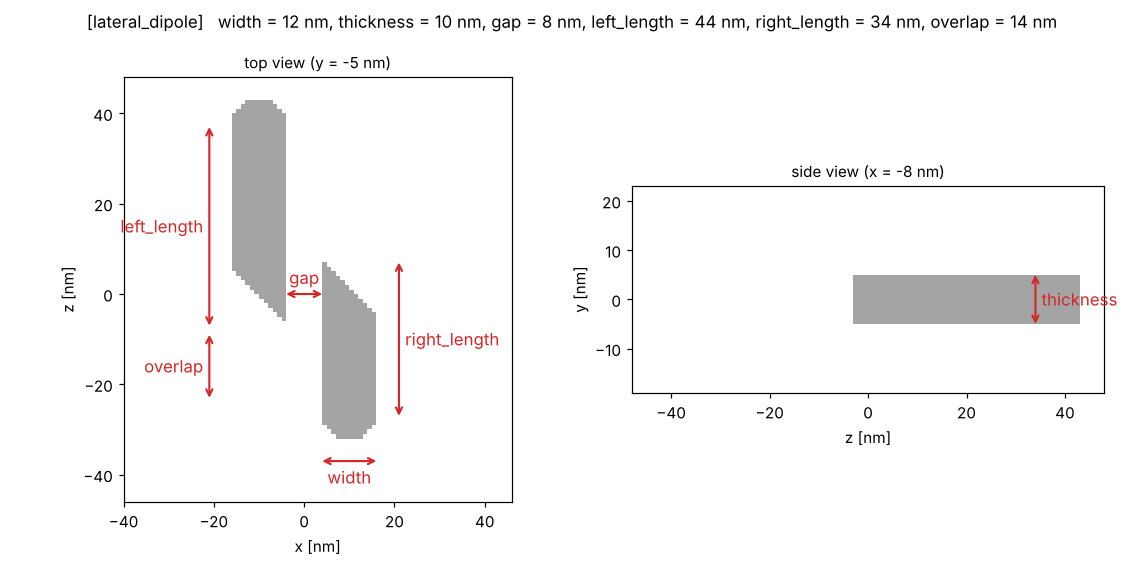 [lateral_dipole]   width = 12 nm, thickness = 10 nm, gap = 8 nm, left_length = 44 nm, right_length = 34 nm, overlap = 14 nm
top view (y = -5 nm)
40
20
0
−20
−40
z [nm]
left_length
overlap
gap
right_length
width
−40 −20 0 20 40
x [nm]
side view (x = -8 nm)
20
10
0
−10
y [nm]
thickness
−40 −20 0 20 40
z [nm]